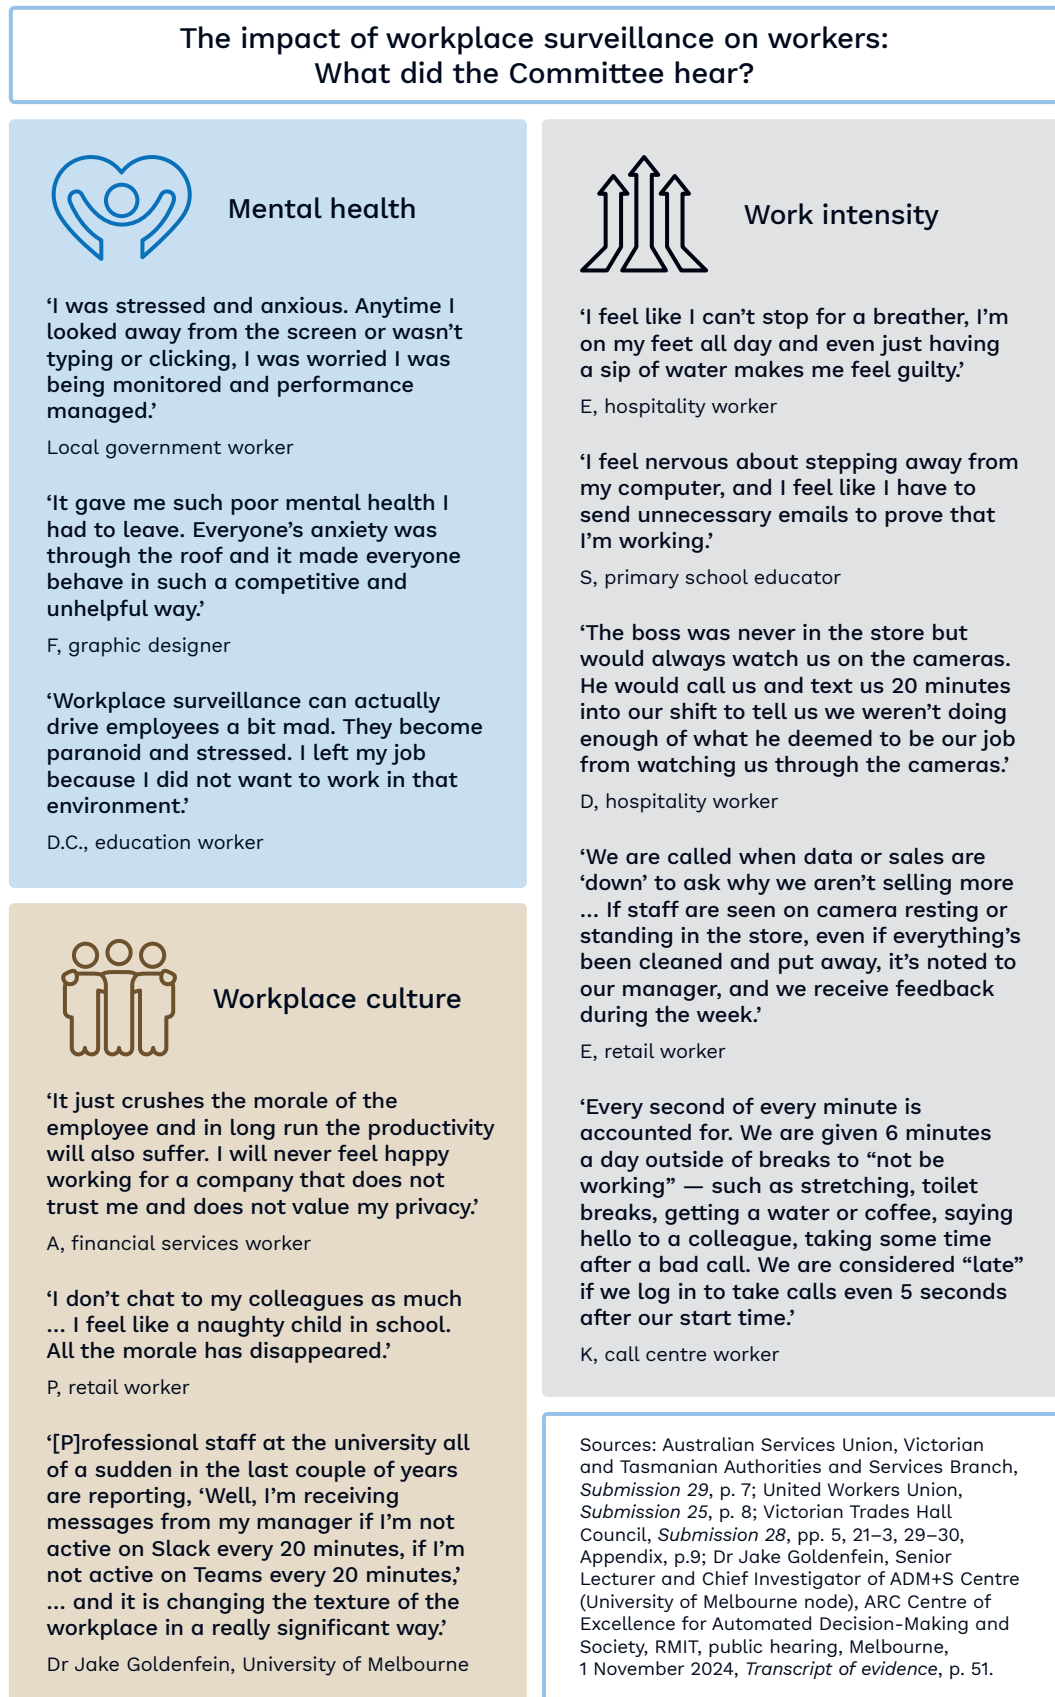 The impact of workplace surveillance on workers:
What did the Committee hear?
Mental health
‘I was stressed and anxious. Anytime I
looked away from the screen or wasn’t
typing or clicking, I was worried I was
being monitored and performance
managed.’
Local government worker
‘It gave me such poor mental health I
had to leave. Everyone’s anxiety was
through the roof and it made everyone
behave in such a competitive and
unhelpful way.’
F, graphic designer
‘Workplace surveillance can actually
drive employees a bit mad. They become
paranoid and stressed. I left my job
because I did not want to work in that
environment.’
D.C., education worker
Workplace culture
‘It just crushes the morale of the
employee and in long run the productivity
will also suffer. I will never feel happy
working for a company that does not
trust me and does not value my privacy.’
A, financial services worker
‘I don’t chat to my colleagues as much
... I feel like a naughty child in school.
All the morale has disappeared.’
P, retail worker
‘[P]rofessional staff at the university all
of a sudden in the last couple of years
are reporting, ‘Well, I’m receiving
messages from my manager if I’m not
active on Slack every 20 minutes, if I’m
not active on Teams every 20 minutes,’
... and it is changing the texture of the
workplace in a really significant way.’
Dr Jake Goldenfein, University of Melbourne
Work intensity
‘I feel like I can’t stop for a breather, I’m
on my feet all day and even just having
a sip of water makes me feel guilty.’
E, hospitality worker
‘I feel nervous about stepping away from
my computer, and I feel like I have to
send unnecessary emails to prove that
I’m working.’
S, primary school educator
‘The boss was never in the store but
would always watch us on the cameras.
He would call us and text us 20 minutes
into our shift to tell us we weren’t doing
enough of what he deemed to be our job
from watching us through the cameras.’
D, hospitality worker
‘We are called when data or sales are
‘down’ to ask why we aren’t selling more
... If staff are seen on camera resting or
standing in the store, even if everything’s
been cleaned and put away, it’s noted to
our manager, and we receive feedback
during the week.’
E, retail worker
‘Every second of every minute is
accounted for. We are given 6 minutes
a day outside of breaks to “not be
working” — such as stretching, toilet
breaks, getting a water or coffee, saying
hello to a colleague, taking some time
after a bad call. We are considered “late”
if we log in to take calls even 5 seconds
after our start time.’
K, call centre worker
Sources: Australian Services Union, Victorian
and Tasmanian Authorities and Services Branch,
Submission 29, p. 7; United Workers Union,
Submission 25, p. 8; Victorian Trades Hall
Council, Submission 28, pp. 5, 21–3, 29–30,
Appendix, p.9; Dr Jake Goldenfein, Senior
Lecturer and Chief Investigator of ADM+S Centre
(University of Melbourne node), ARC Centre of
Excellence for Automated Decision-Making and
Society, RMIT, public hearing, Melbourne,
1 November 2024, Transcript of evidence, p. 51.